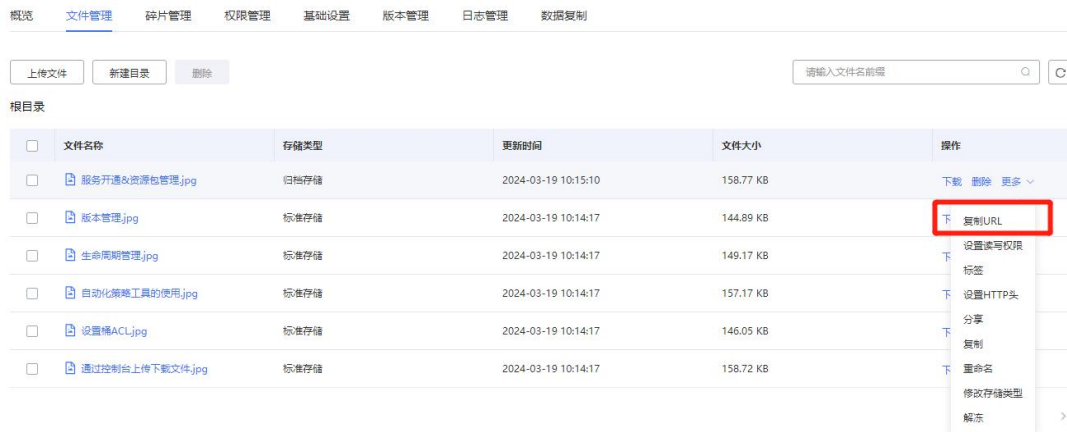 概览 文件管理 碎片管理 权限管理 基础设置 版本管理 日志管理 数据复制
上传文件 新建目录 删除 请输入文件名前缀
根目录
文件名称 存储类型 更新时间 文件大小 操作
服务开通&资源包管理.jpg 归档存储 2024-03-19 10:15:10 158.77 KB 下载 删除 更多
版本管理.jpg 标准存储 2024-03-19 10:14:17 144.89 KB 下 复制URL
设置读写权限
生命周期管理.jpg 标准存储 2024-03-19 10:14:17 149.17 KB 下
标签
自动化策略工具的使用.jpg 标准存储 2024-03-19 10:14:17 157.17 KB 下 设置HTTP头
分享
设置桶ACL.jpg 标准存储 2024-03-19 10:14:17 146.05 KB 下
复制
通过控制台上传下载文件.jpg 标准存储 2024-03-19 10:14:17 158.72 KB 下 重命名
修改存储类型
解冻